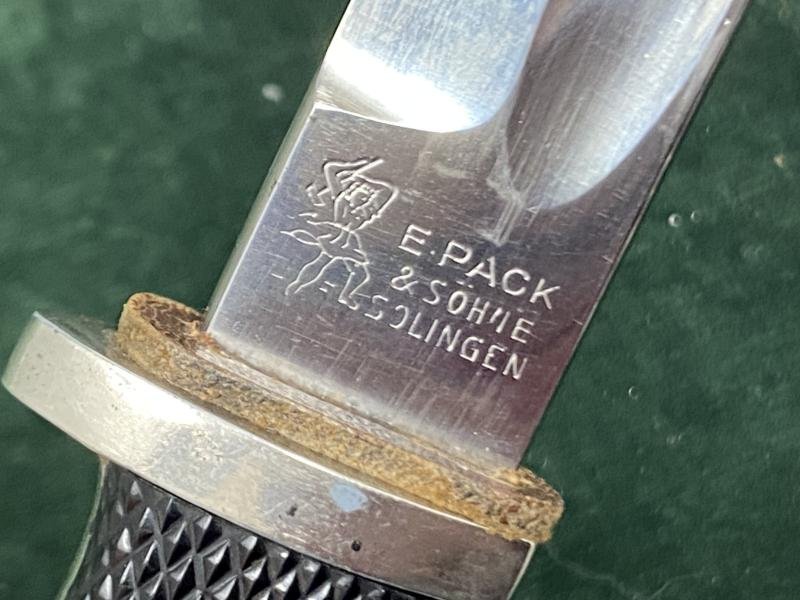 E. PACK
& SÖHNE
SOLINGEN